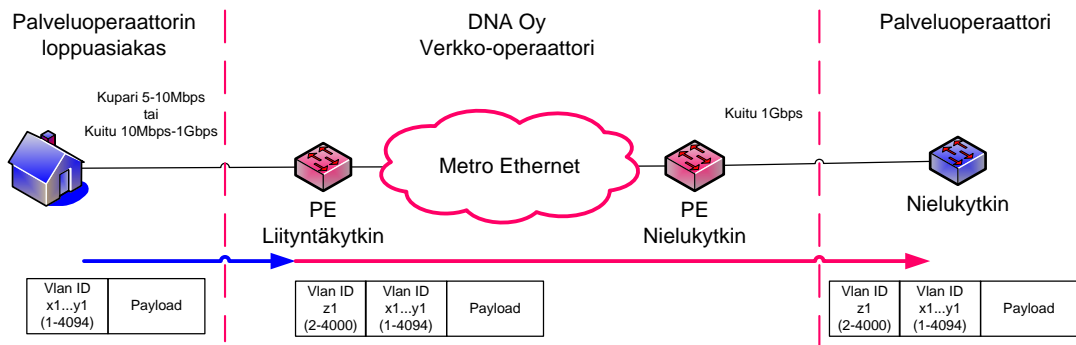 Palveluoperaattorin
loppuasiakas
DNA Oy
Verkko-operaattori
Palveluoperaattori
Kupari 5-10Mbps
tai
Kuitu 10Mbps-1Gbps
Kuitu 1Gbps
Metro Ethernet
PE
Liityntäkytkin
PE
Nielukytkin
Nielukytkin
Vlan ID
x1...y1
(1-4094)
Payload
Vlan ID
z1
(2-4000)
Vlan ID
x1...y1
(1-4094)
Payload
Vlan ID
z1
(2-4000)
Vlan ID
x1...y1
(1-4094)
Payload